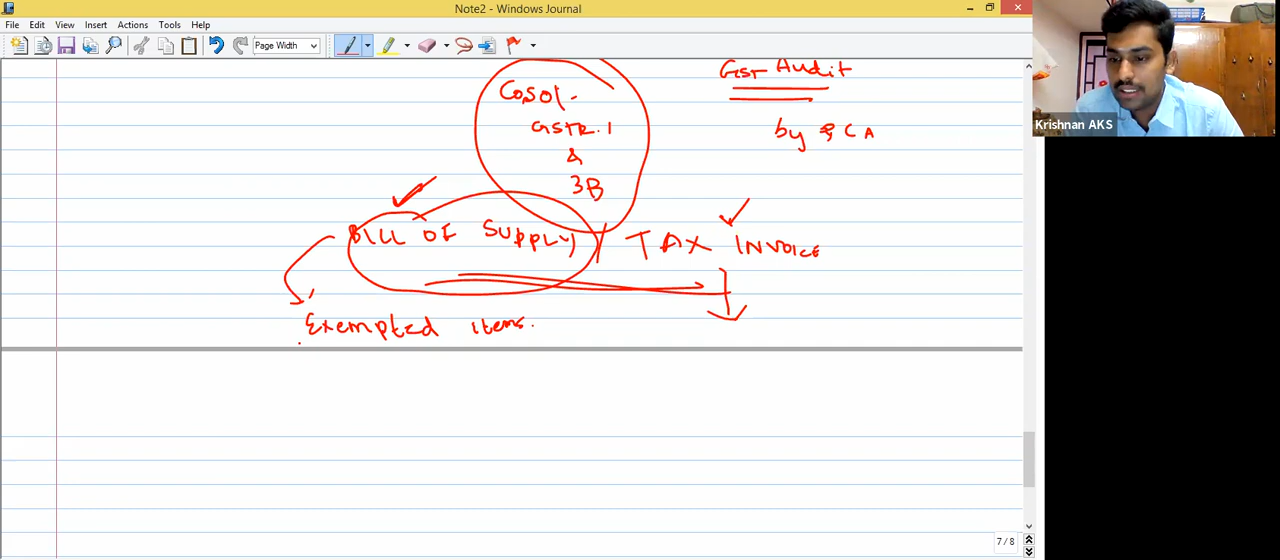 Note2 - Windows Journal
File Edit View Insert Actions Tools Help
Page Width
Krishnan AKS
GST Audit
by CA
Cosol.
GSTR.1
&
3B
BILL OF SUPPLY / TAX INVOICE
Exempted items.
7 / 8